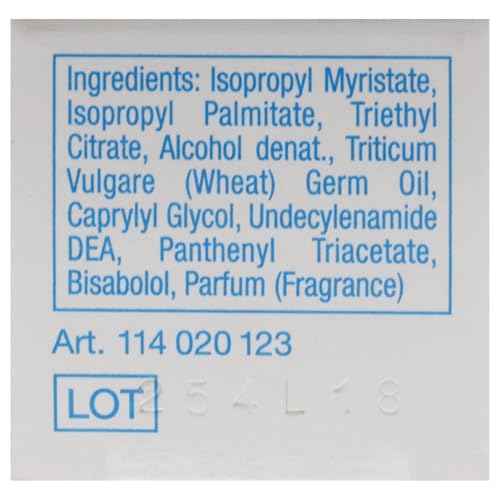 Ingredients: Isopropyl Myristate,
Isopropyl Palmitate, Triethyl
Citrate, Alcohol denat., Triticum
Vulgare (Wheat) Germ Oil,
Caprylyl Glycol, Undecylenamide
DEA, Panthenyl Triacetate,
Bisabolol, Parfum (Fragrance)
Art. 114 020 123
LOT 254L18